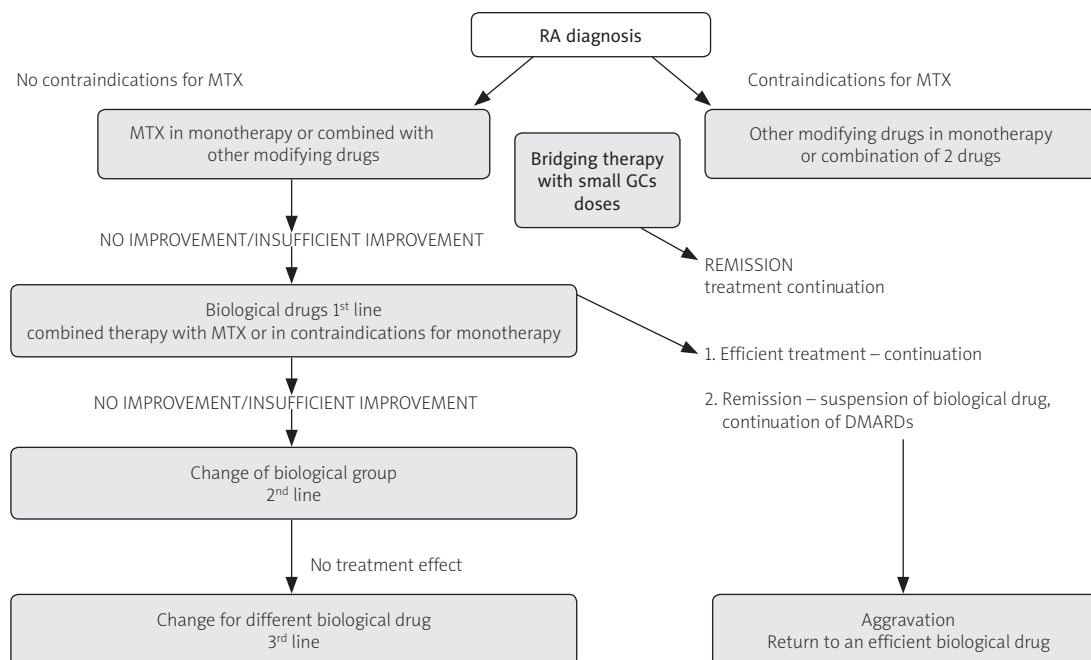 RA diagnosis
No contraindications for MTX
Contraindications for MTX
MTX in monotherapy or combined with
other modifying drugs
Other modifying drugs in monotherapy
or combination of 2 drugs
Bridging therapy
with small GCs
doses
NO IMPROVEMENT/INSUFFICIENT IMPROVEMENT
REMISSION
treatment continuation
Biological drugs 1st line
combined therapy with MTX or in contraindications for monotherapy
1. Efficient treatment – continuation
2. Remission – suspension of biological drug,
continuation of DMARDs
NO IMPROVEMENT/INSUFFICIENT IMPROVEMENT
Change of biological group
2nd line
No treatment effect
Change for different biological drug
3rd line
Aggravation
Return to an efficient biological drug